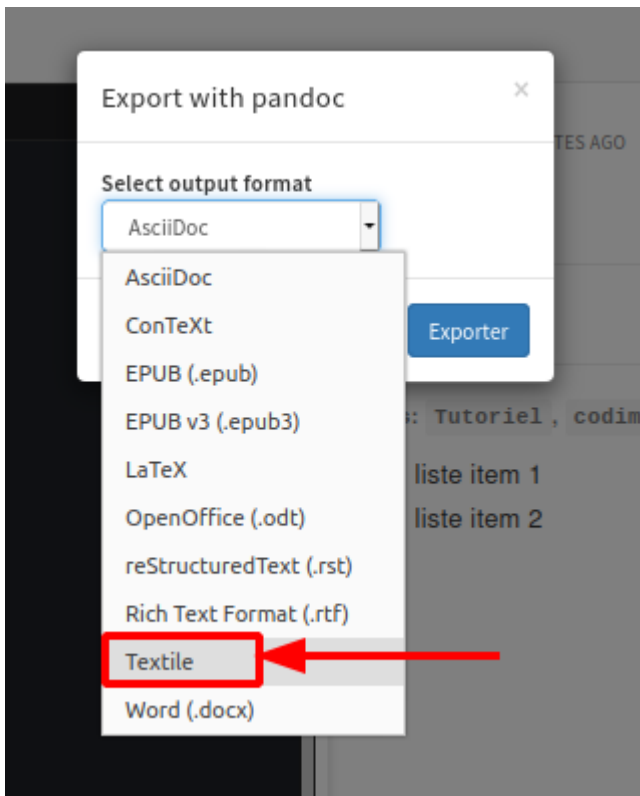 Export with pandoc ×
TES AGO
Select output format
AsciiDoc
AsciiDoc
ConTeXt
Exporter
EPUB (.epub)
EPUB v3 (.epub3)
: Tutoriel , codim
LaTeX
liste item 1
OpenOffice (.odt)
liste item 2
reStructuredText (.rst)
Rich Text Format (.rtf)
Textile
Word (.docx)